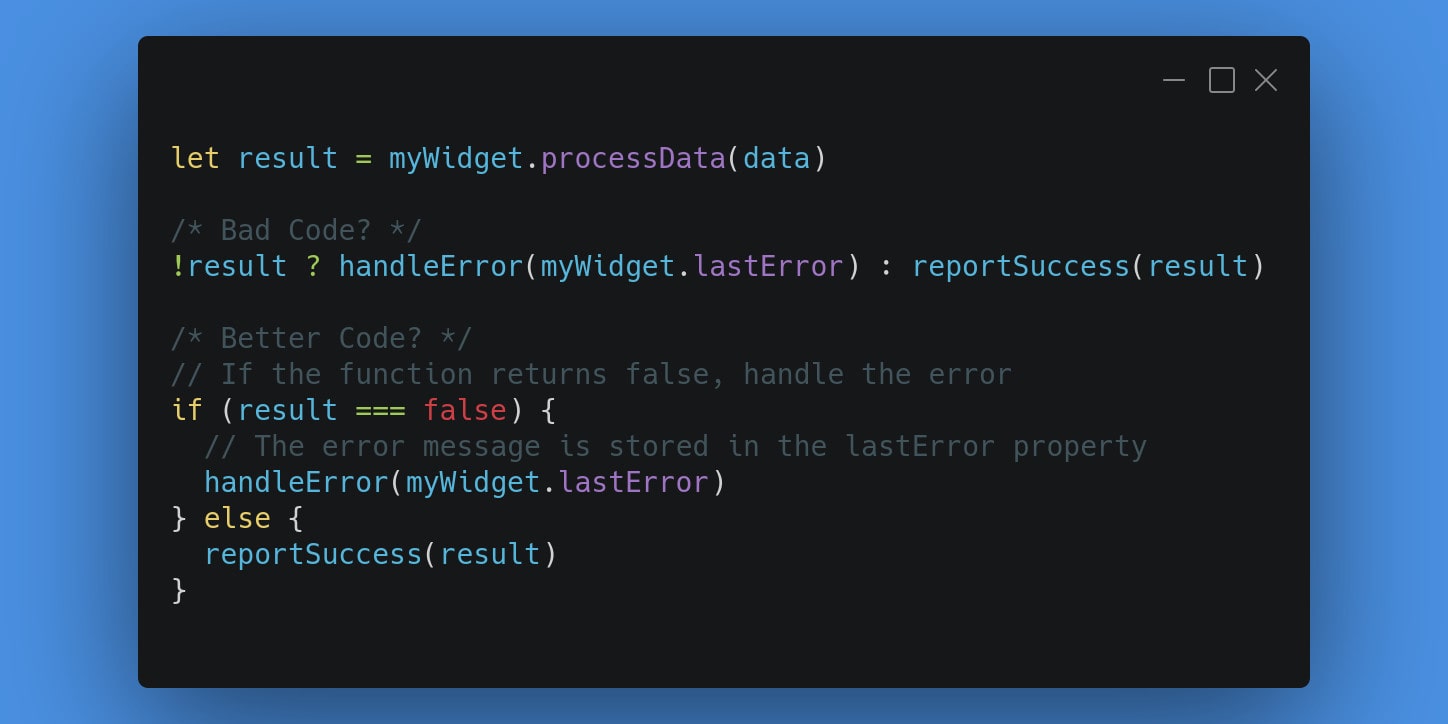 let result = myWidget.processData(data)
/* Bad Code? */
!result ? handleError(myWidget.lastError) : reportSuccess(result)
/* Better Code? */
// If the function returns false, handle the error
if (result === false) {
  // The error message is stored in the lastError property
  handleError(myWidget.lastError)
} else {
  reportSuccess(result)
}